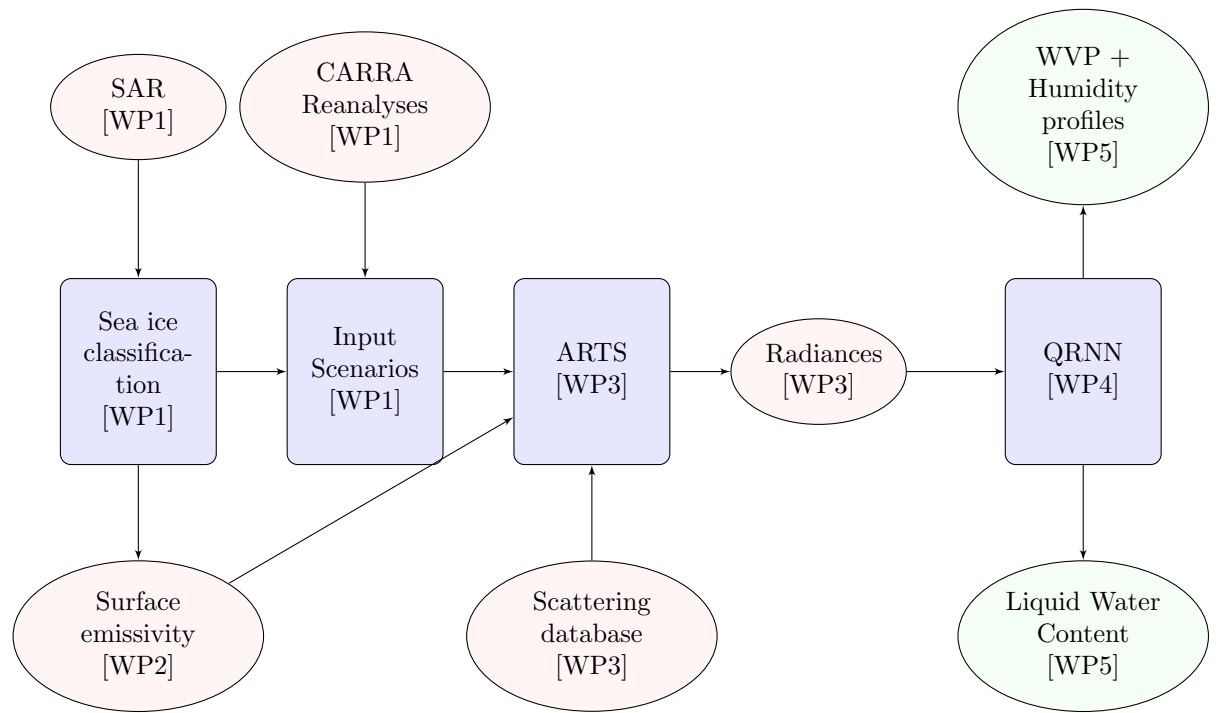 SAR
[WP1]
CARRA
Reanalyses
[WP1]
WVP +
Humidity
profiles
[WP5]
Sea ice
classifica-
tion
[WP1]
Input
Scenarios
[WP1]
ARTS
[WP3]
Radiances
[WP3]
QRNN
[WP4]
Surface
emissivity
[WP2]
Scattering
database
[WP3]
Liquid Water
Content
[WP5]